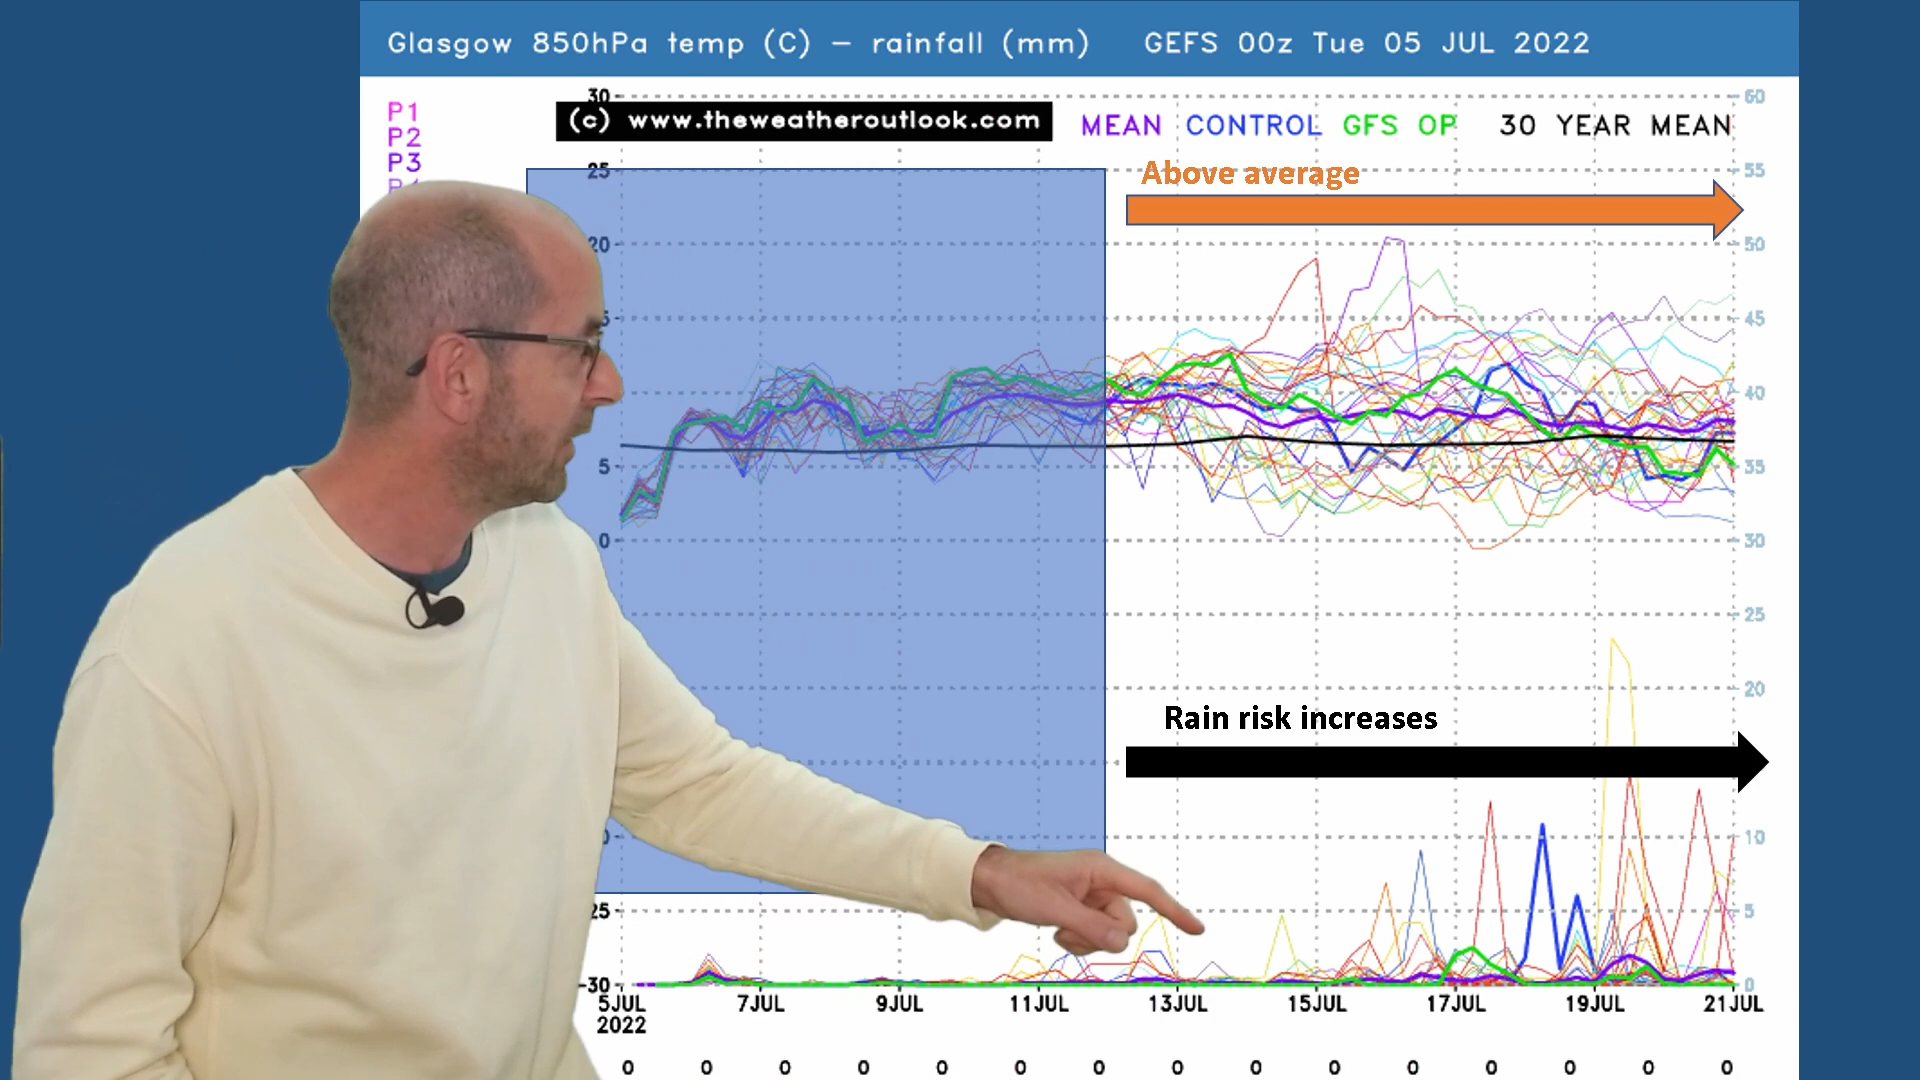 Glasgow 850hPa temp (C) – rainfall (mm) GEFS 00z Tue 05 JUL 2022
P1
P2
P3
(c) www.theweatheroutlook.com
MEAN CONTROL GFS OP 30 YEAR MEAN
Above average
Rain risk increases
30
25
20
5
0
25
-30
60
55
50
45
40
35
30
25
20
10
5
0
5JUL 7JUL 9JUL 11JUL 13JUL 15JUL 17JUL 19JUL 21JUL
2022
0 0 0 0 0 0 0 0 0 0 0 0 0 0 0